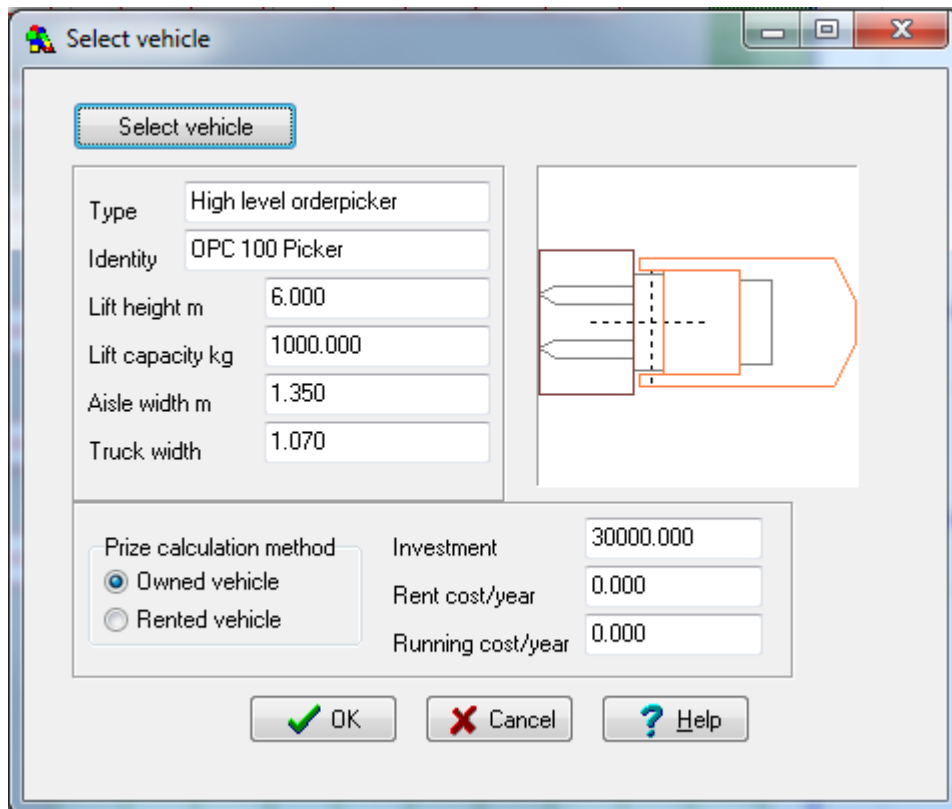 Select vehicle
Select vehicle
Type High level orderpicker
Identity OPC 100 Picker
Lift height m 6.000
Lift capacity kg 1000.000
Aisle width m 1.350
Truck width 1.070
Prize calculation method
Owned vehicle
Rented vehicle
Investment 30000.000
Rent cost/year 0.000
Running cost/year 0.000
OK Cancel Help